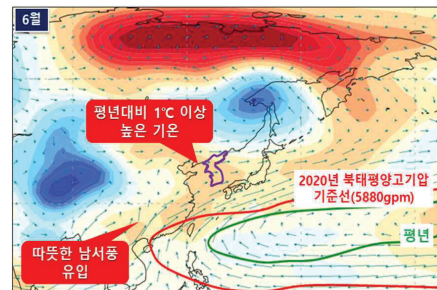 6월
평년대비 1℃ 이상
높은 기온
2020년 북태평양고기압
기준선(5880gpm)
평년
따뜻한 남서풍
유입